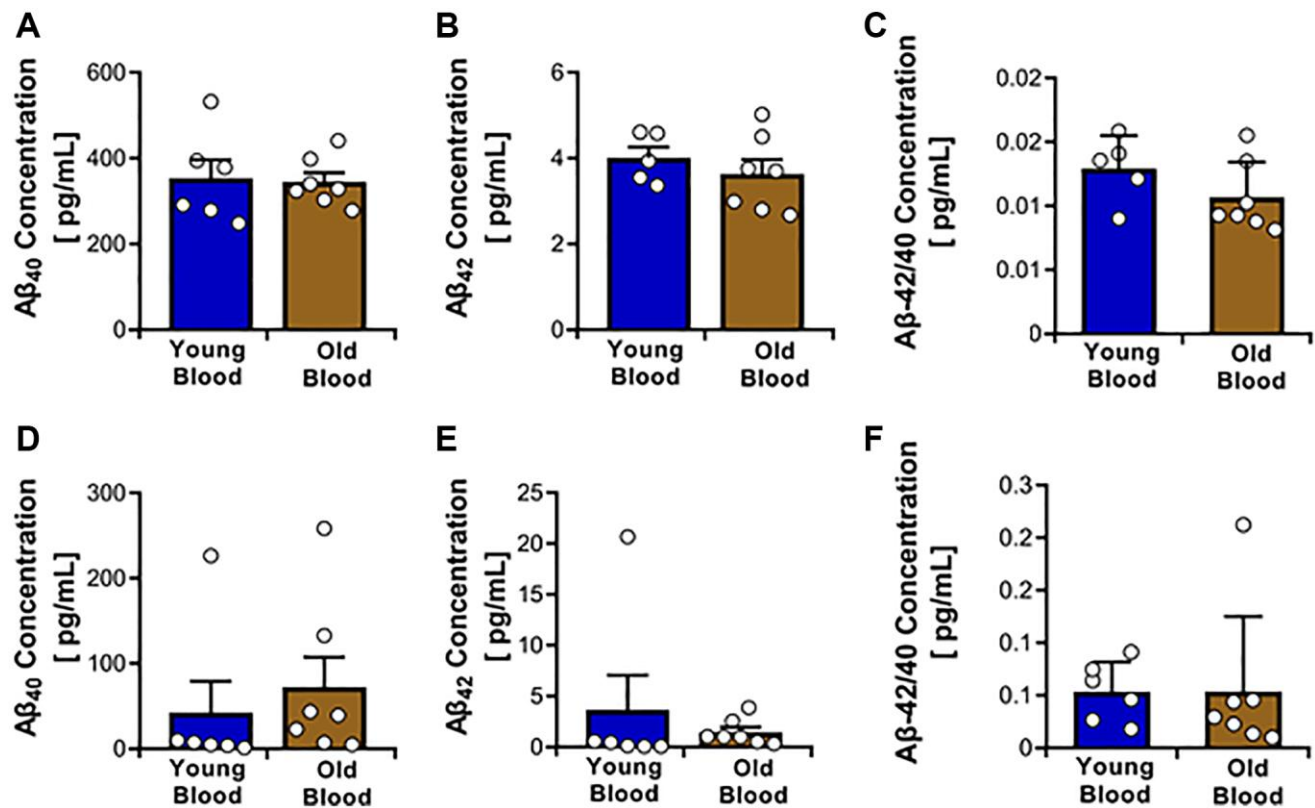 A
Aβ40 Concentration
[ pg/mL]
600
400
200
0
Young
Blood
Old
Blood
B
Aβ42 Concentration
[ pg/mL]
6
4
2
0
Young
Blood
Old
Blood
C
Aβ-42/40 Concentration
[ pg/mL]
0.02
0.02
0.01
0.01
0
Young
Blood
Old
Blood
D
Aβ40 Concentration
[ pg/mL]
300
200
100
0
Young
Blood
Old
Blood
E
Aβ42 Concentration
[ pg/mL]
25
20
15
10
5
0
Young
Blood
Old
Blood
F
Aβ-42/40 Concentration
[ pg/mL]
0.3
0.2
0.2
0.1
0.1
0
Young
Blood
Old
Blood